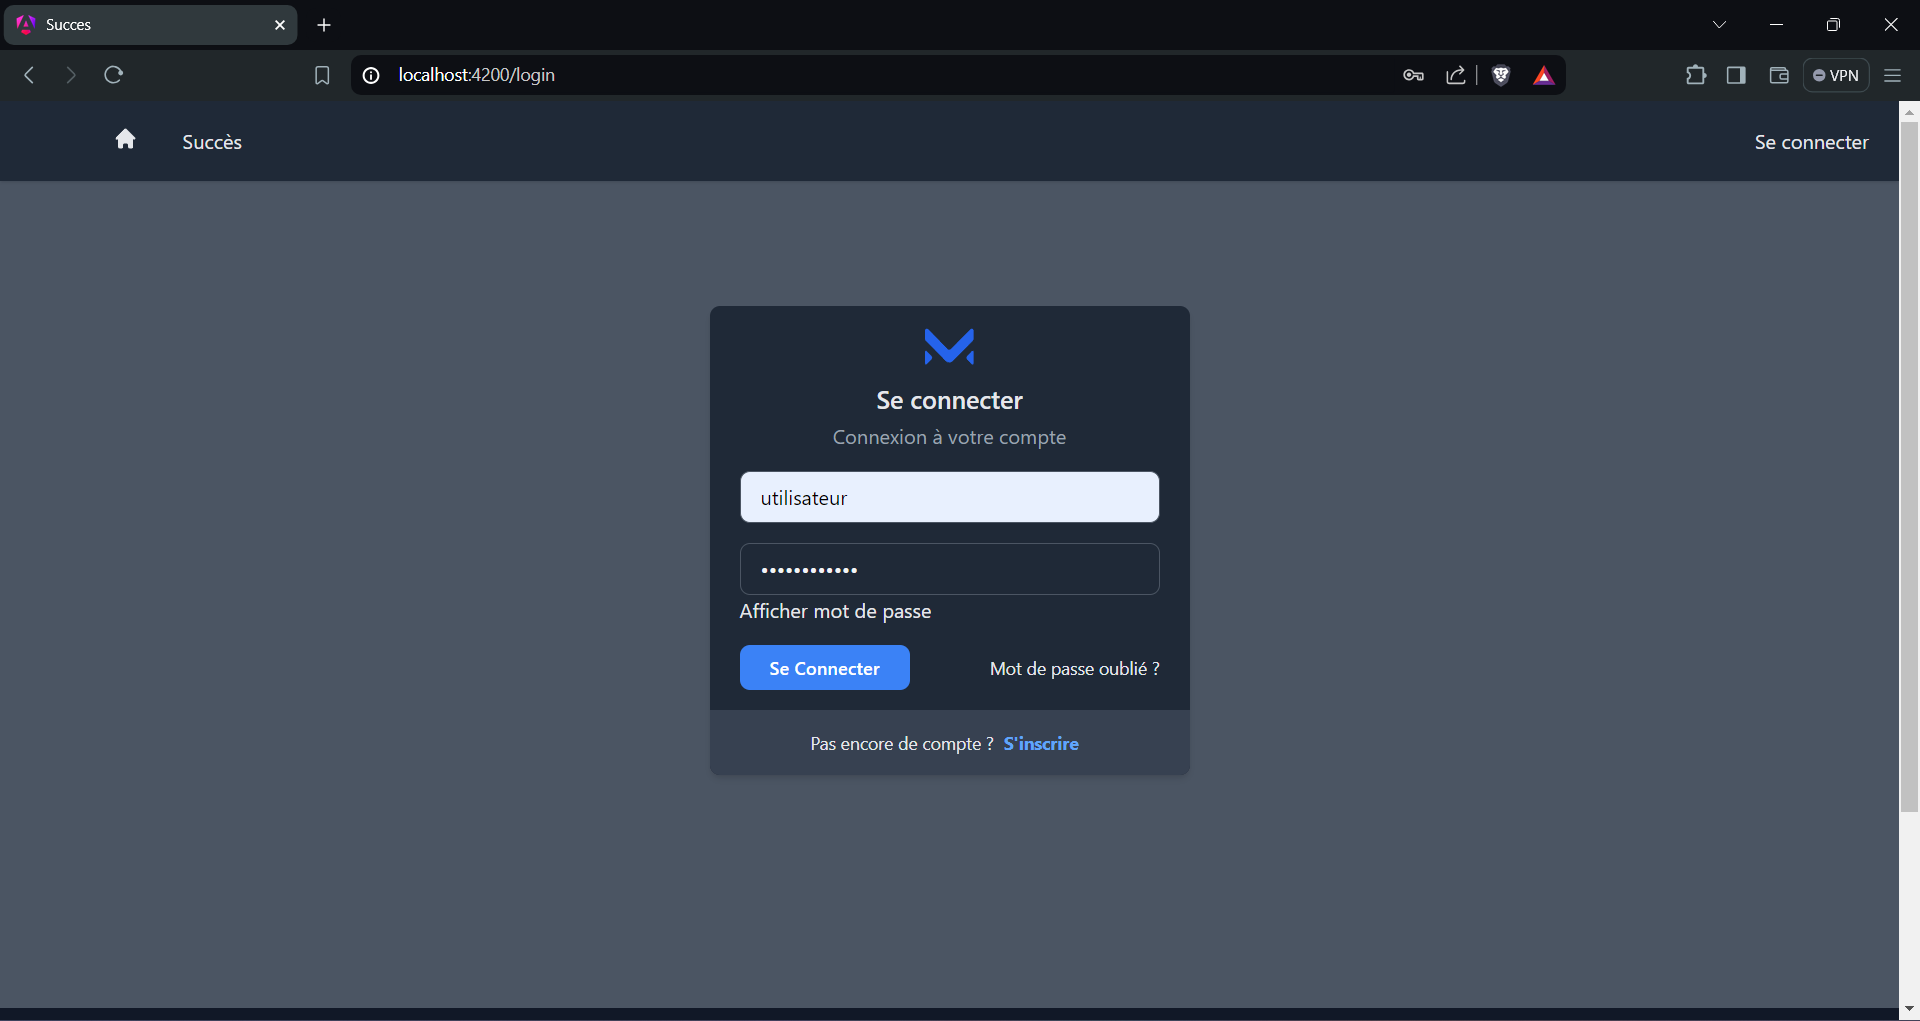 Succes
localhost:4200/login
VPN
Succès
Se connecter
Se connecter
Connexion à votre compte
utilisateur
••••••••••••
Afficher mot de passe
Se Connecter
Mot de passe oublié ?
Pas encore de compte ? S'inscrire